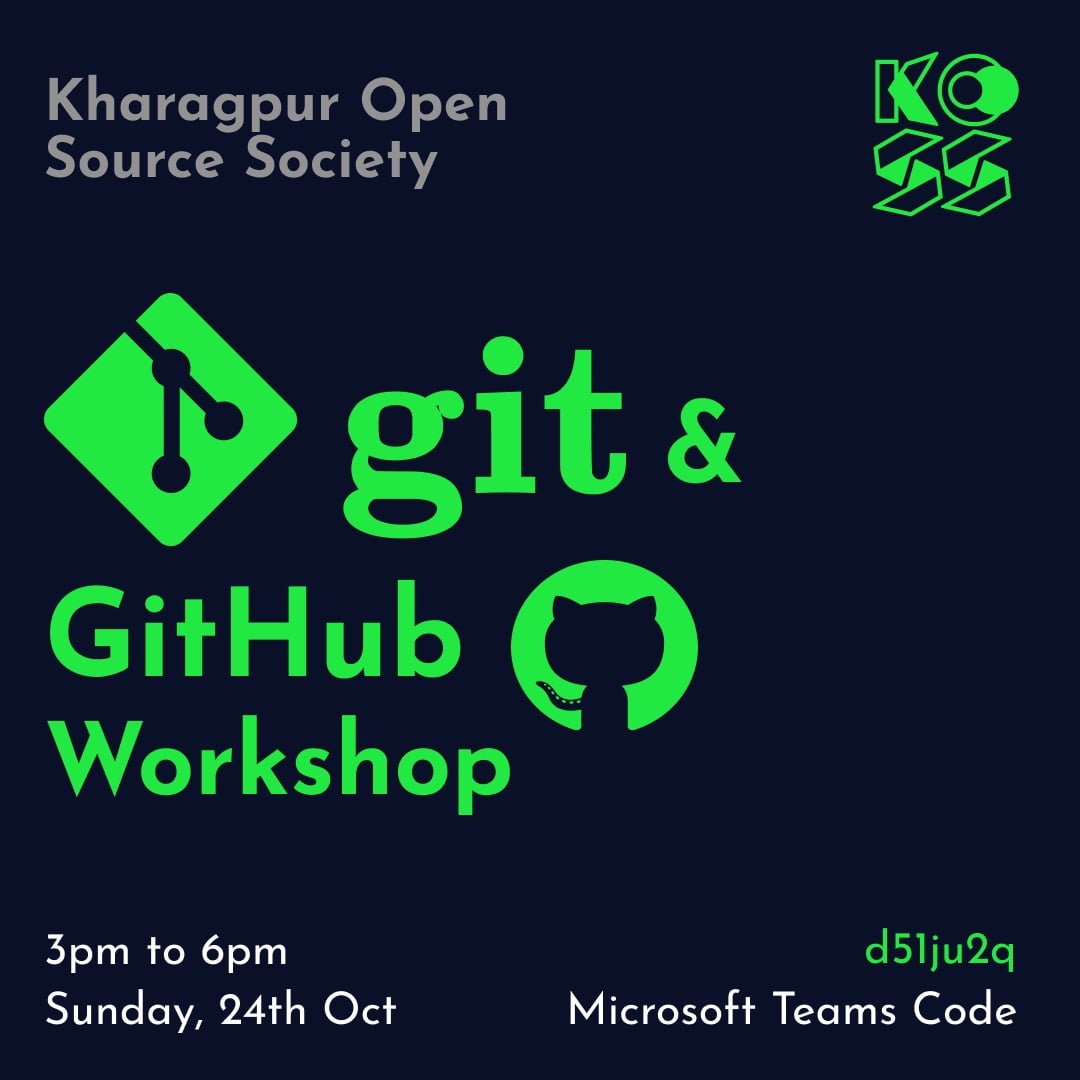 Kharagpur Open
Source Society
KO
SS
git &
GitHub
Workshop
3pm to 6pm
Sunday, 24th Oct
d51ju2q
Microsoft Teams Code